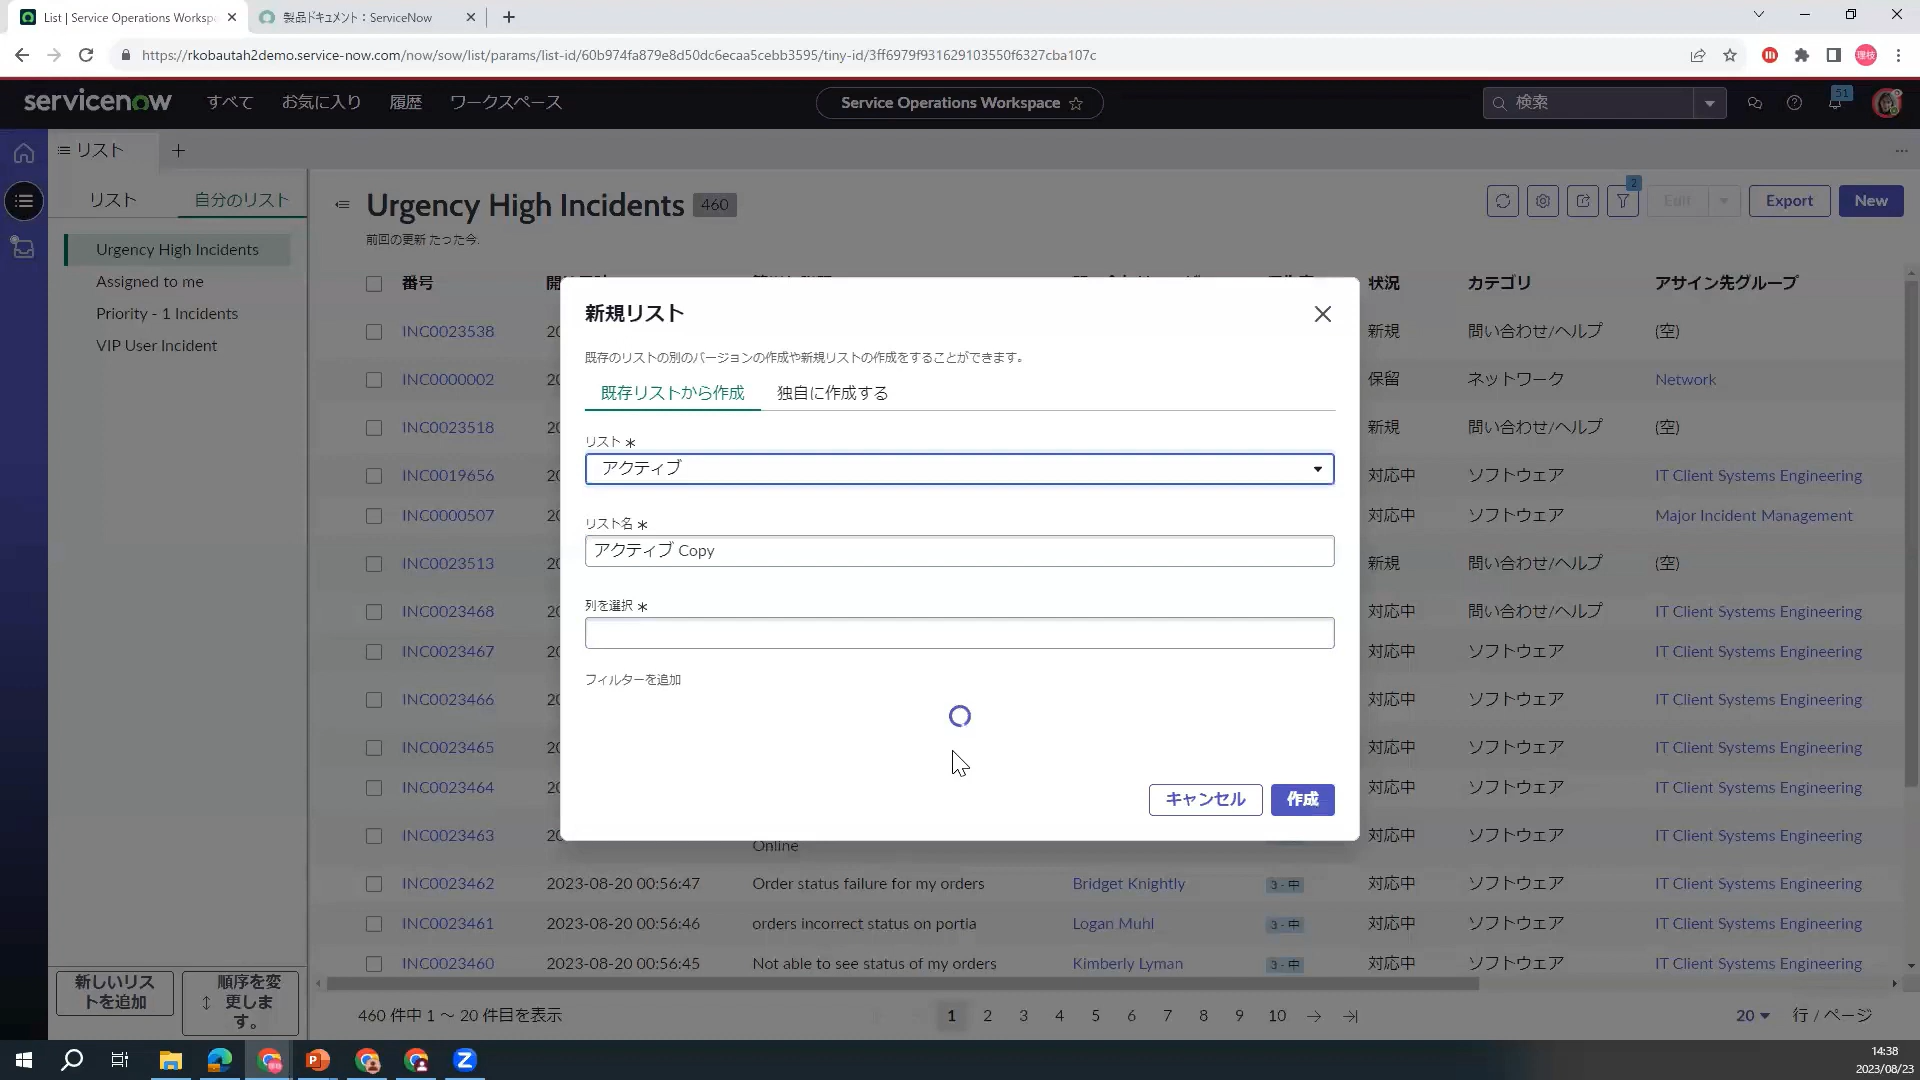 List | Service Operations Workspa
製品ドキュメント：ServiceNow
https://rkobautah2demo.service-now.com/now/sow/list/params/list-id/60b974fa879e8d50dc6ecaa5cebb3595/tiny-id/3ff6979f931629103550f6327cba107c
servicenow
すべて
お気に入り
履歴
ワークスペース
Service Operations Workspace
検索
51
リスト
リスト
自分のリスト
Urgency High Incidents
Assigned to me
Priority - 1 Incidents
VIP User Incident
新しいリストを追加
順序を変更します。
Urgency High Incidents 460
前回の更新 たった今.
2
Edit
Export
New
番号
状況 カテゴリ アサイン先グループ
INC0023538 新規 問い合わせ/ヘルプ (空)
INC0000002 保留 ネットワーク Network
INC0023518 新規 問い合わせ/ヘルプ (空)
INC0019656 対応中 ソフトウェア IT Client Systems Engineering
INC0000507 対応中 ソフトウェア Major Incident Management
INC0023513 新規 問い合わせ/ヘルプ (空)
INC0023468 対応中 問い合わせ/ヘルプ IT Client Systems Engineering
INC0023467 対応中 ソフトウェア IT Client Systems Engineering
INC0023466 対応中 ソフトウェア IT Client Systems Engineering
INC0023465 対応中 ソフトウェア IT Client Systems Engineering
INC0023464 対応中 ソフトウェア IT Client Systems Engineering
INC0023463 Online 対応中 ソフトウェア IT Client Systems Engineering
INC0023462 2023-08-20 00:56:47 Order status failure for my orders Bridget Knightly 3 - 中 対応中 ソフトウェア IT Client Systems Engineering
INC0023461 2023-08-20 00:56:46 orders incorrect status on portia Logan Muhl 3 - 中 対応中 ソフトウェア IT Client Systems Engineering
INC0023460 2023-08-20 00:56:45 Not able to see status of my orders Kimberly Lyman 3 - 中 対応中 ソフトウェア IT Client Systems Engineering
新規リスト
既存のリストの別のバージョンの作成や新規リストの作成をすることができます。
既存リストから作成
独自に作成する
リスト *
アクティブ
リスト名 *
アクティブ Copy
列を選択 *
フィルターを追加
キャンセル
作成
460 件中 1 ～ 20 件目を表示
1 2 3 4 5 6 7 8 9 10
20 行 / ページ
14:38
2023/08/23